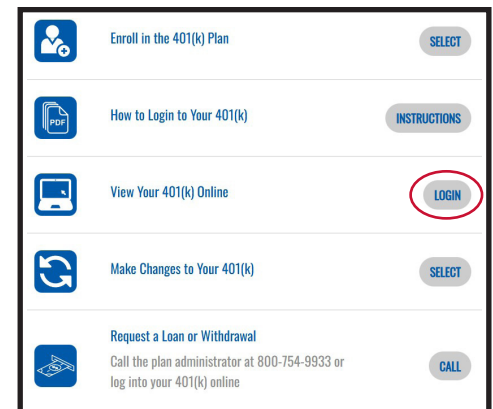 Enroll in the 401(k) Plan
SELECT
PDF
How to Login to Your 401(k)
INSTRUCTIONS
View Your 401(k) Online
LOGIN
Make Changes to Your 401(k)
SELECT
Request a Loan or Withdrawal
Call the plan administrator at 800-754-9933 or
log into your 401(k) online
CALL